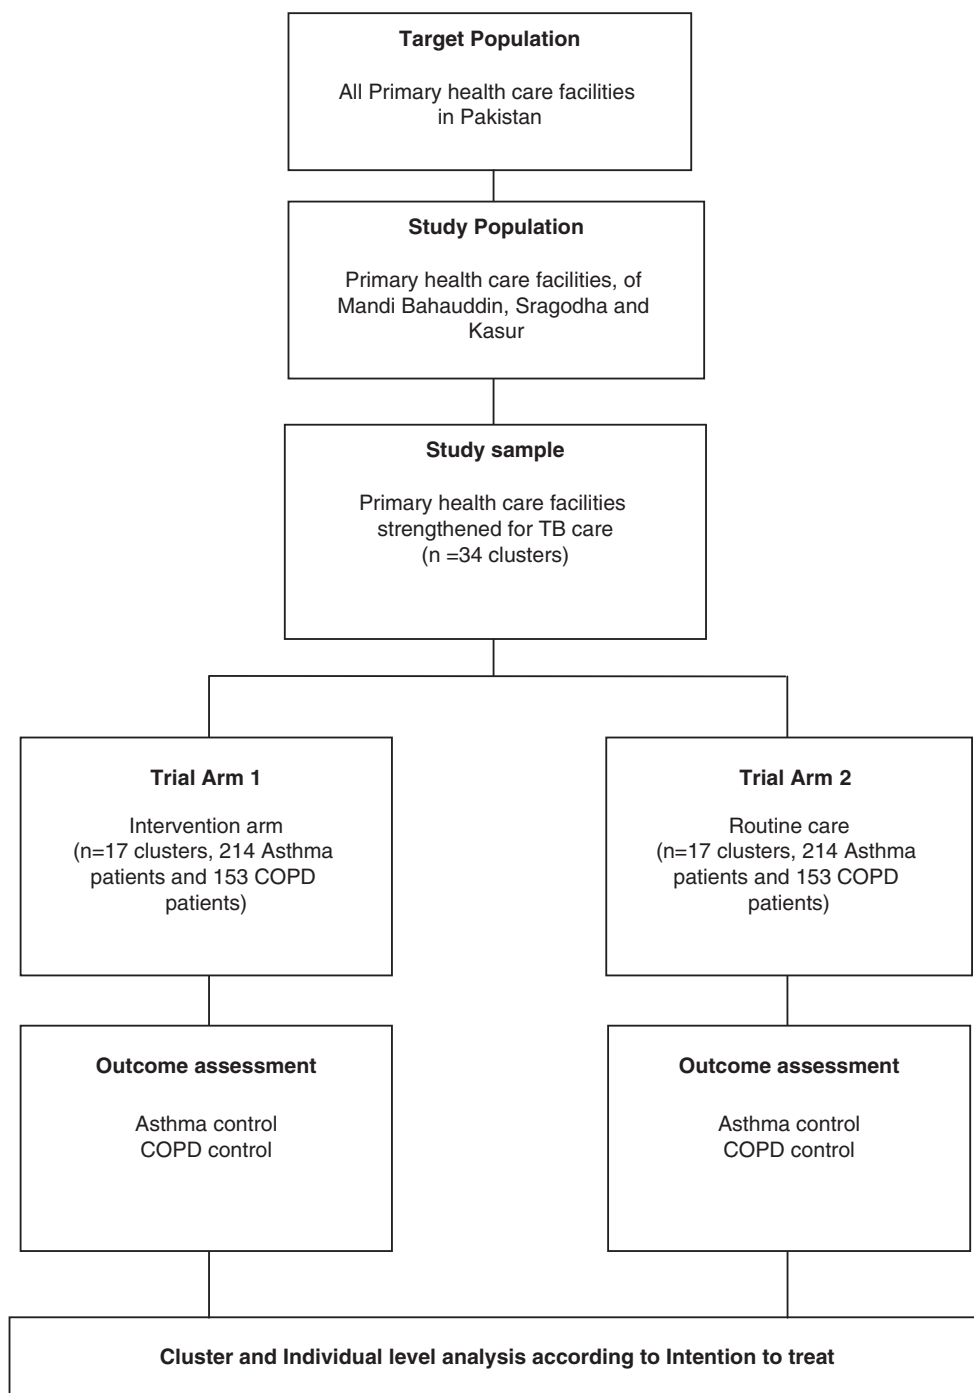 Target Population
All Primary health care facilities
in Pakistan
Study Population
Primary health care facilities, of
Mandi Bahauddin, Sragodha and
Kasur
Study sample
Primary health care facilities
strengthened for TB care
(n =34 clusters)
Trial Arm 1
Intervention arm
(n=17 clusters, 214 Asthma
patients and 153 COPD
patients)
Trial Arm 2
Routine care
(n=17 clusters, 214 Asthma
patients and 153 COPD
patients)
Outcome assessment
Asthma control
COPD control
Outcome assessment
Asthma control
COPD control
Cluster and Individual level analysis according to Intention to treat